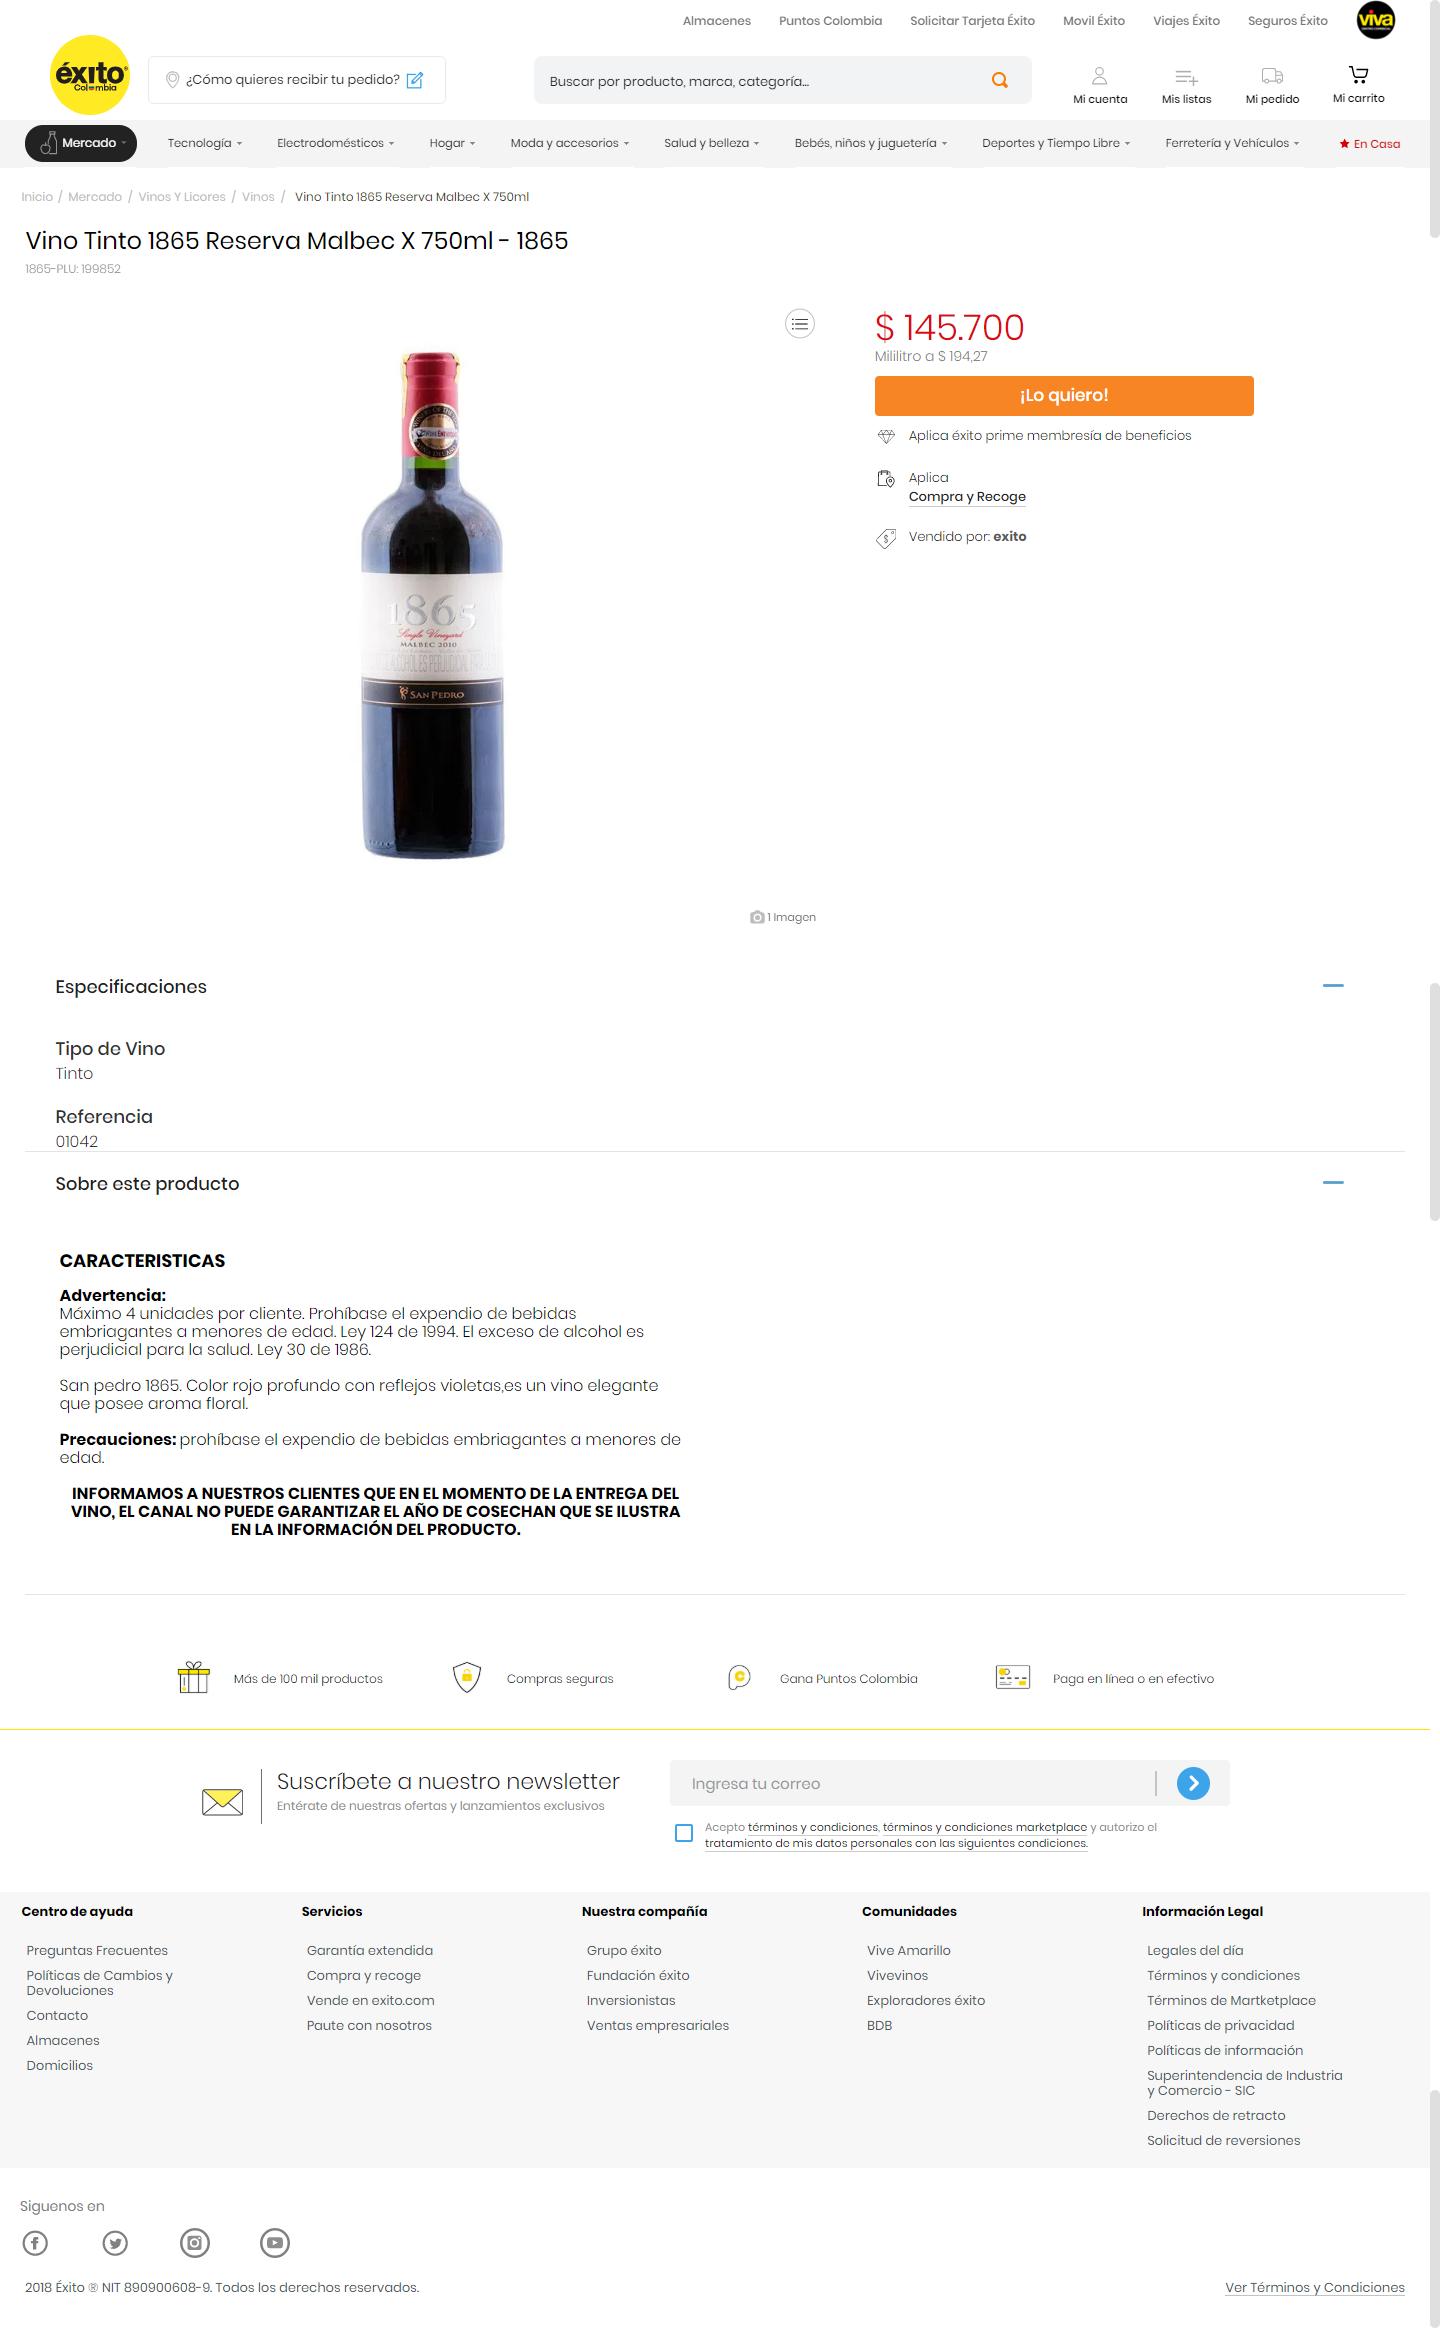 Almacenes
Puntos Colombia
Solicitar Tarjeta Éxito
Movil Éxito
Viajes Éxito
Seguros Éxito
viva
éxito
Colombia
¿Cómo quieres recibir tu pedido?
Buscar por producto, marca, categoría...
Mi cuenta
Mis listas
Mi pedido
Mi carrito
Mercado
Tecnología
Electrodomésticos
Hogar
Moda y accesorios
Salud y belleza
Bebés, niños y juguetería
Deportes y Tiempo Libre
Ferretería y Vehículos
En Casa
Inicio / Mercado / Vinos Y Licores / Vinos / Vino Tinto 1865 Reserva Malbec X 750ml
Vino Tinto 1865 Reserva Malbec X 750ml - 1865
1865-PLU: 199852
$ 145.700
Mililitro a $ 194,27
¡Lo quiero!
Aplica éxito prime membresía de beneficios
Aplica
Compra y Recoge
Vendido por: exito
1865
Single Vineyard
MALBEC 2010
SAN PEDRO
1 Imagen
Especificaciones
Tipo de Vino
Tinto
Referencia
01042
Sobre este producto
CARACTERISTICAS
Advertencia:
Máximo 4 unidades por cliente. Prohíbase el expendio de bebidas
embriagantes a menores de edad. Ley 124 de 1994. El exceso de alcohol es
perjudicial para la salud. Ley 30 de 1986.
San pedro 1865. Color rojo profundo con reflejos violetas,es un vino elegante
que posee aroma floral.
Precauciones: prohíbase el expendio de bebidas embriagantes a menores de
edad.
INFORMAMOS A NUESTROS CLIENTES QUE EN EL MOMENTO DE LA ENTREGA DEL
VINO, EL CANAL NO PUEDE GARANTIZAR EL AÑO DE COSECHAN QUE SE ILUSTRA
EN LA INFORMACIÓN DEL PRODUCTO.
Más de 100 mil productos
Compras seguras
Gana Puntos Colombia
Paga en línea o en efectivo
Suscríbete a nuestro newsletter
Entérate de nuestras ofertas y lanzamientos exclusivos
Ingresa tu correo
Acepto términos y condiciones, términos y condiciones marketplace y autorizo el
tratamiento de mis datos personales con las siguientes condiciones.
Centro de ayuda
Preguntas Frecuentes
Políticas de Cambios y
Devoluciones
Contacto
Almacenes
Domicilios
Servicios
Garantía extendida
Compra y recoge
Vende en exito.com
Paute con nosotros
Nuestra compañía
Grupo éxito
Fundación éxito
Inversionistas
Ventas empresariales
Comunidades
Vive Amarillo
Vivevinos
Exploradores éxito
BDB
Información Legal
Legales del día
Términos y condiciones
Términos de Martketplace
Políticas de privacidad
Políticas de información
Superintendencia de Industria
y Comercio - SIC
Derechos de retracto
Solicitud de reversiones
Siguenos en
2018 Éxito ® NIT 890900608-9. Todos los derechos reservados.
Ver Términos y Condiciones